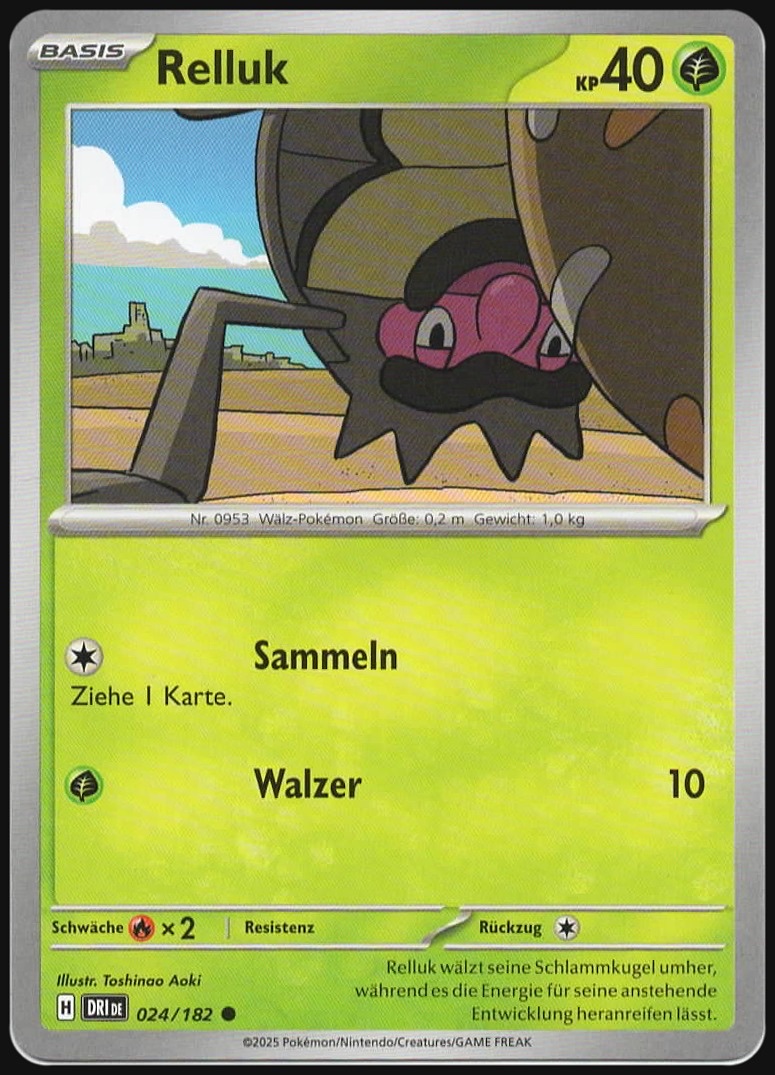 BASIS
Relluk
KP 40
Nr. 0953 Wälz-Pokémon Größe: 0,2 m Gewicht: 1,0 kg
Sammeln
Ziehe 1 Karte.
Walzer 10
Schwäche ×2 Resistenz Rückzug
Illustr. Toshinao Aoki
Relluk wälzt seine Schlammkugel umher,
während es die Energie für seine anstehende
Entwicklung heranreifen lässt.
H DRI DE 024/182
©2025 Pokémon/Nintendo/Creatures/GAME FREAK